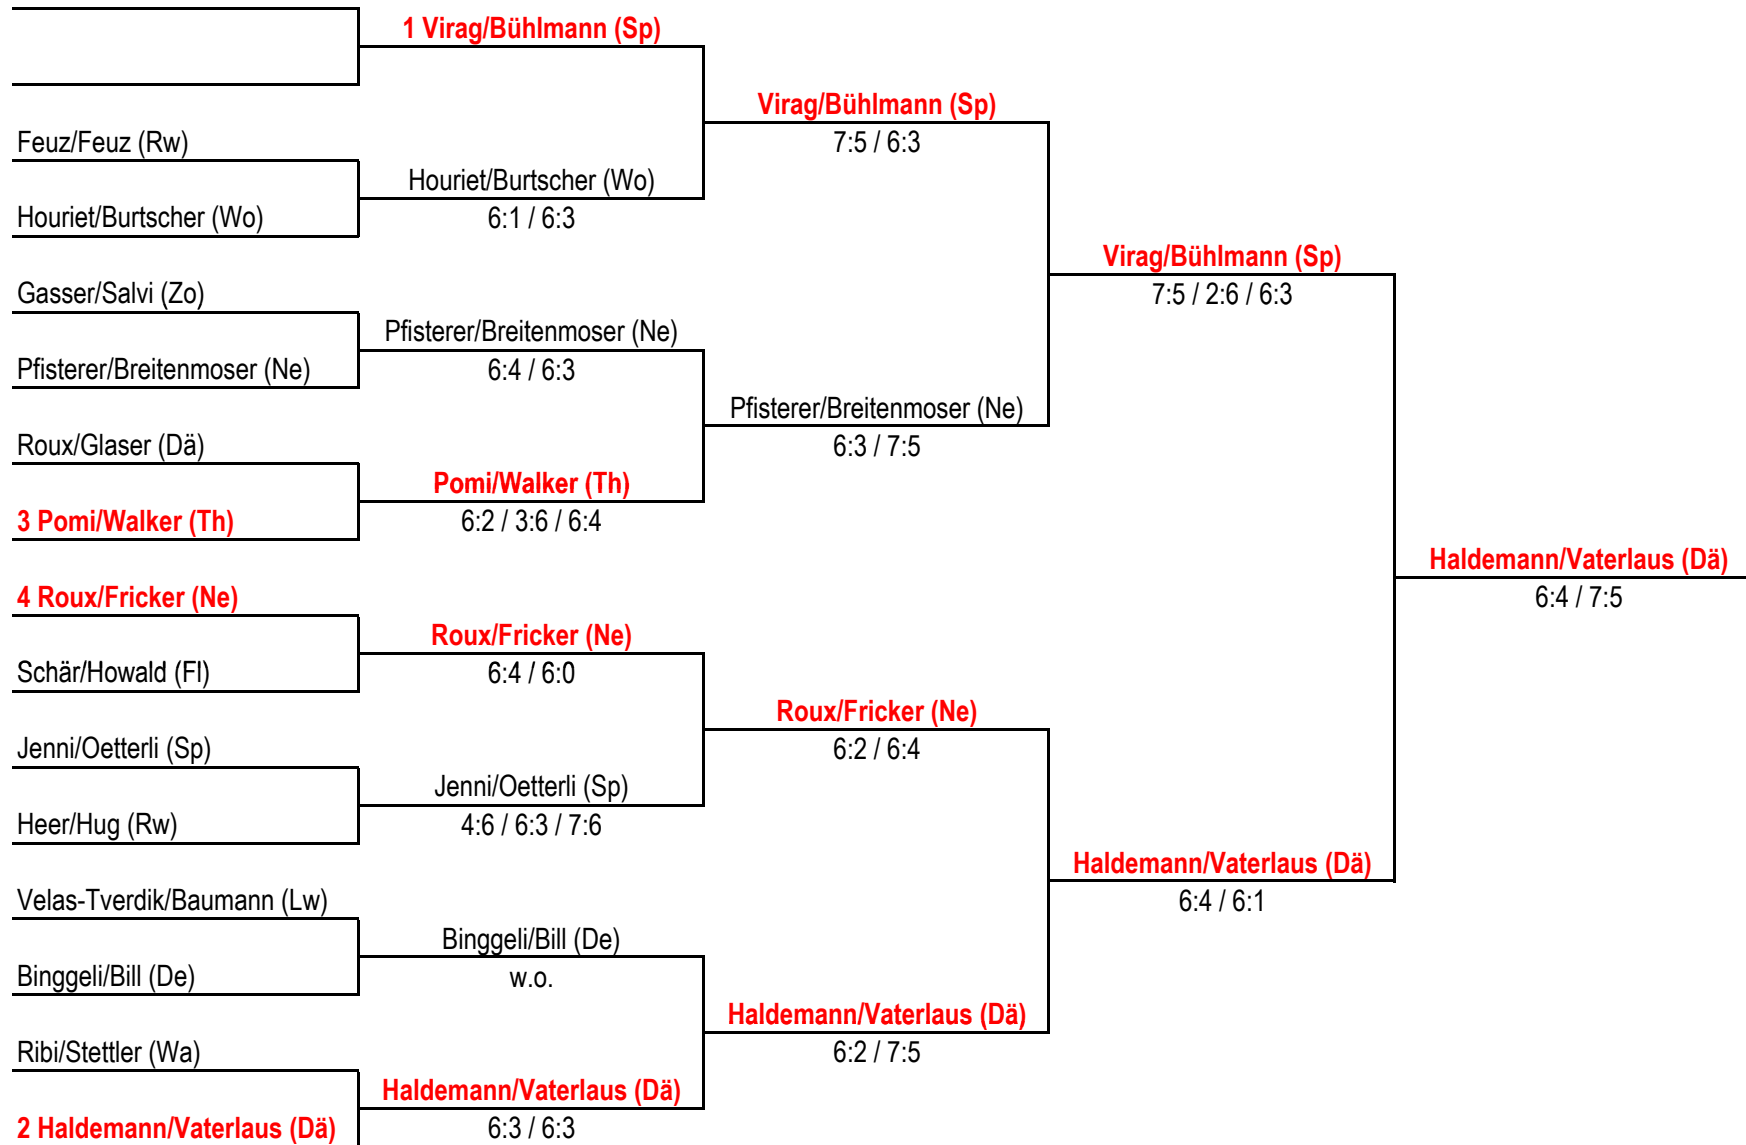 1 Virag/Bühlmann (Sp)
Virag/Bühlmann (Sp)
Feuz/Feuz (Rw)
7:5 / 6:3
Houriet/Burtscher (Wo)
Houriet/Burtscher (Wo)
6:1 / 6:3
Virag/Bühlmann (Sp)
Gasser/Salvi (Zo)
7:5 / 2:6 / 6:3
Pfisterer/Breitenmoser (Ne)
Pfisterer/Breitenmoser (Ne)
6:4 / 6:3
Pfisterer/Breitenmoser (Ne)
Roux/Glaser (Dä)
6:3 / 7:5
Pomi/Walker (Th)
3 Pomi/Walker (Th)
6:2 / 3:6 / 6:4
Haldemann/Vaterlaus (Dä)
4 Roux/Fricker (Ne)
6:4 / 7:5
Roux/Fricker (Ne)
Schär/Howald (Fl)
6:4 / 6:0
Roux/Fricker (Ne)
Jenni/Oetterli (Sp)
6:2 / 6:4
Jenni/Oetterli (Sp)
Heer/Hug (Rw)
4:6 / 6:3 / 7:6
Haldemann/Vaterlaus (Dä)
Velas-Tverdik/Baumann (Lw)
6:4 / 6:1
Binggeli/Bill (De)
Binggeli/Bill (De)
w.o.
Haldemann/Vaterlaus (Dä)
Ribi/Stettler (Wa)
6:2 / 7:5
Haldemann/Vaterlaus (Dä)
2 Haldemann/Vaterlaus (Dä)
6:3 / 6:3